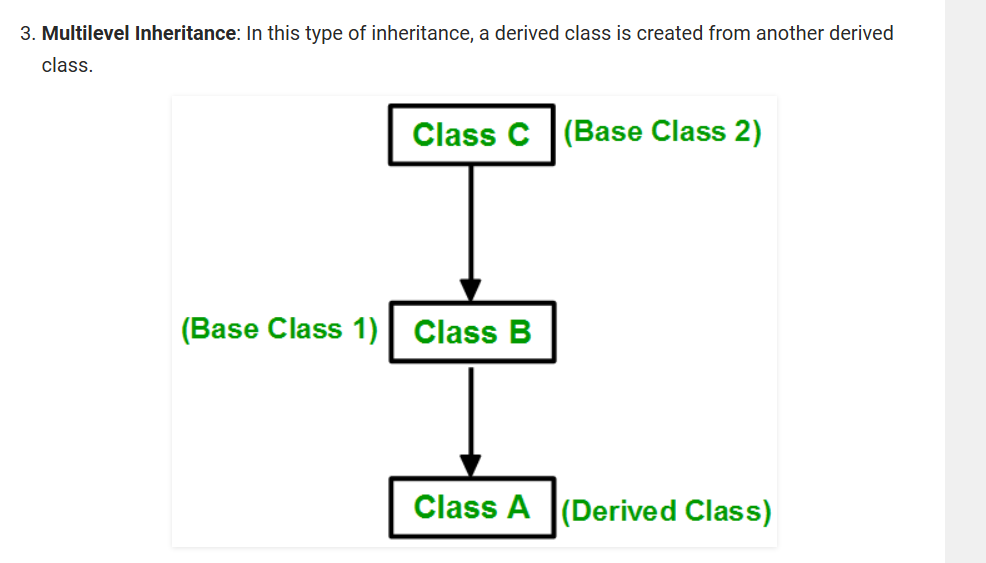 3. Multilevel Inheritance: In this type of inheritance, a derived class is created from another derived
class.
Class C (Base Class 2)
(Base Class 1) Class B
Class A (Derived Class)